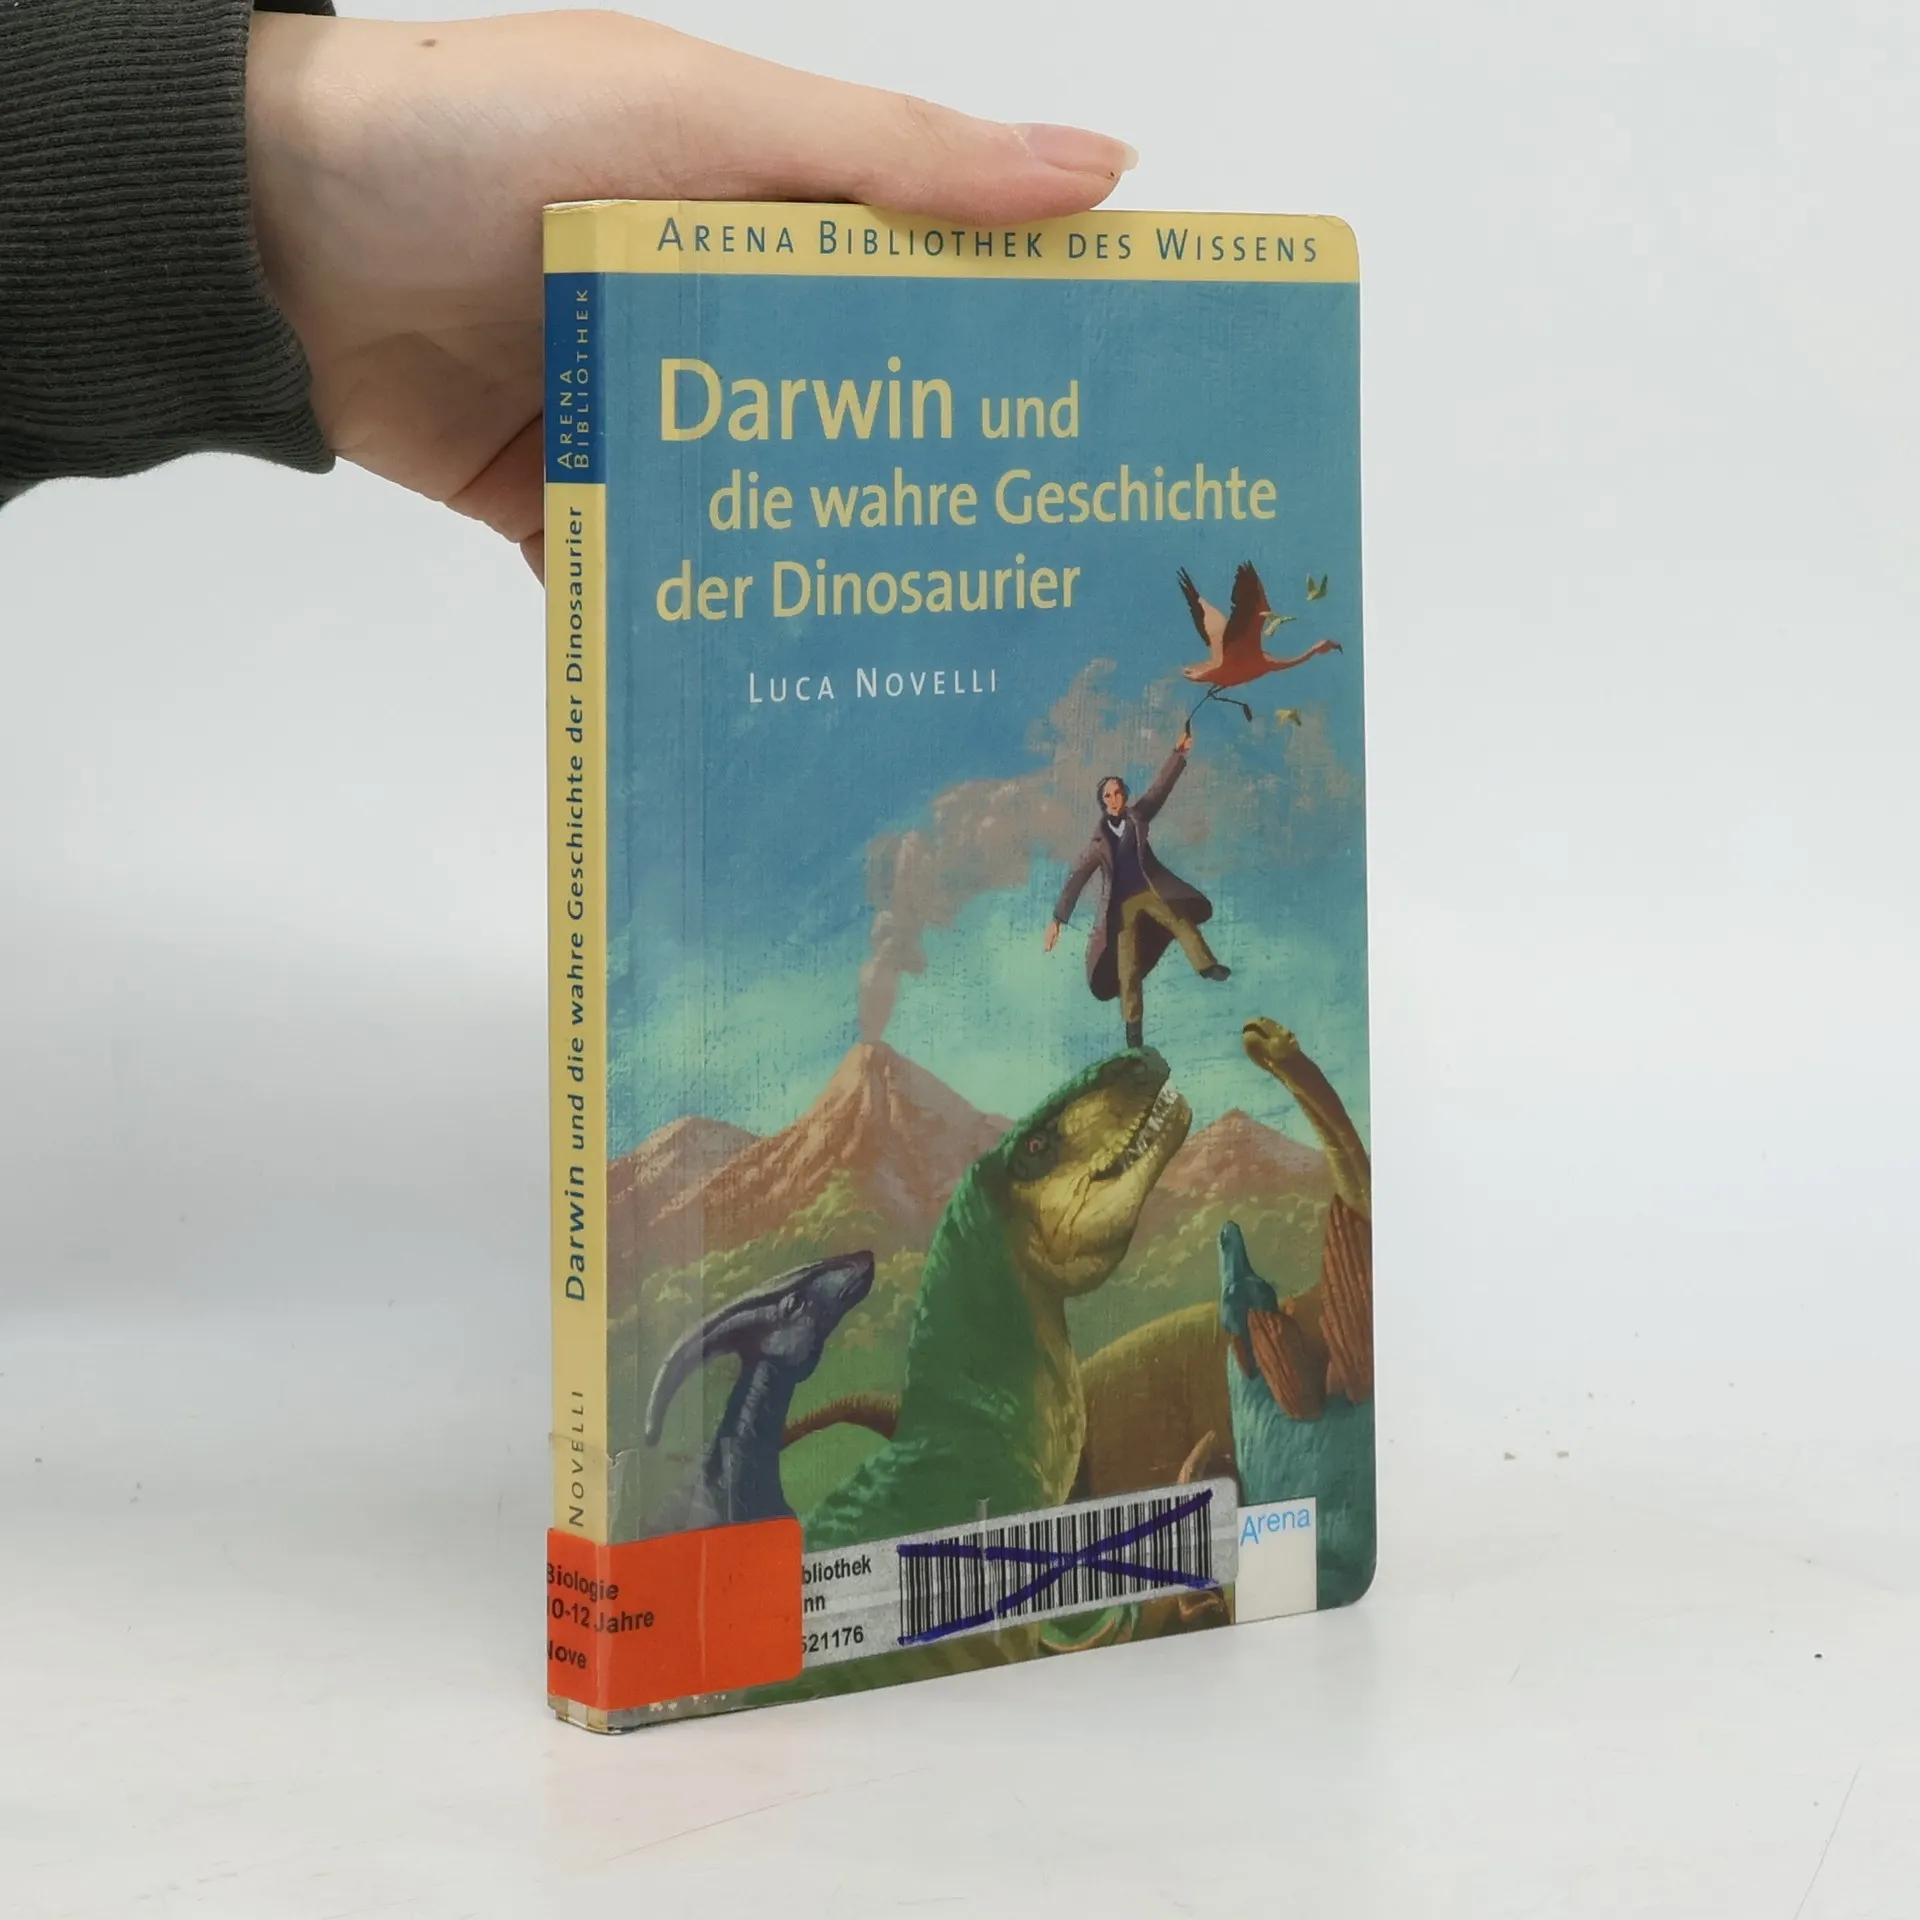 ARENA BIBLIOTHEK DES WISSENS
Darwin und
die wahre Geschichte
der Dinosaurier
LUCA NOVELLI
ARENA
BIBLIOTHEK
Darwin und die wahre Geschichte der Dinosaurier
NOVELLI
Biologie
10-12 Jahre
Nove
bliothek
nn
521176
Arena